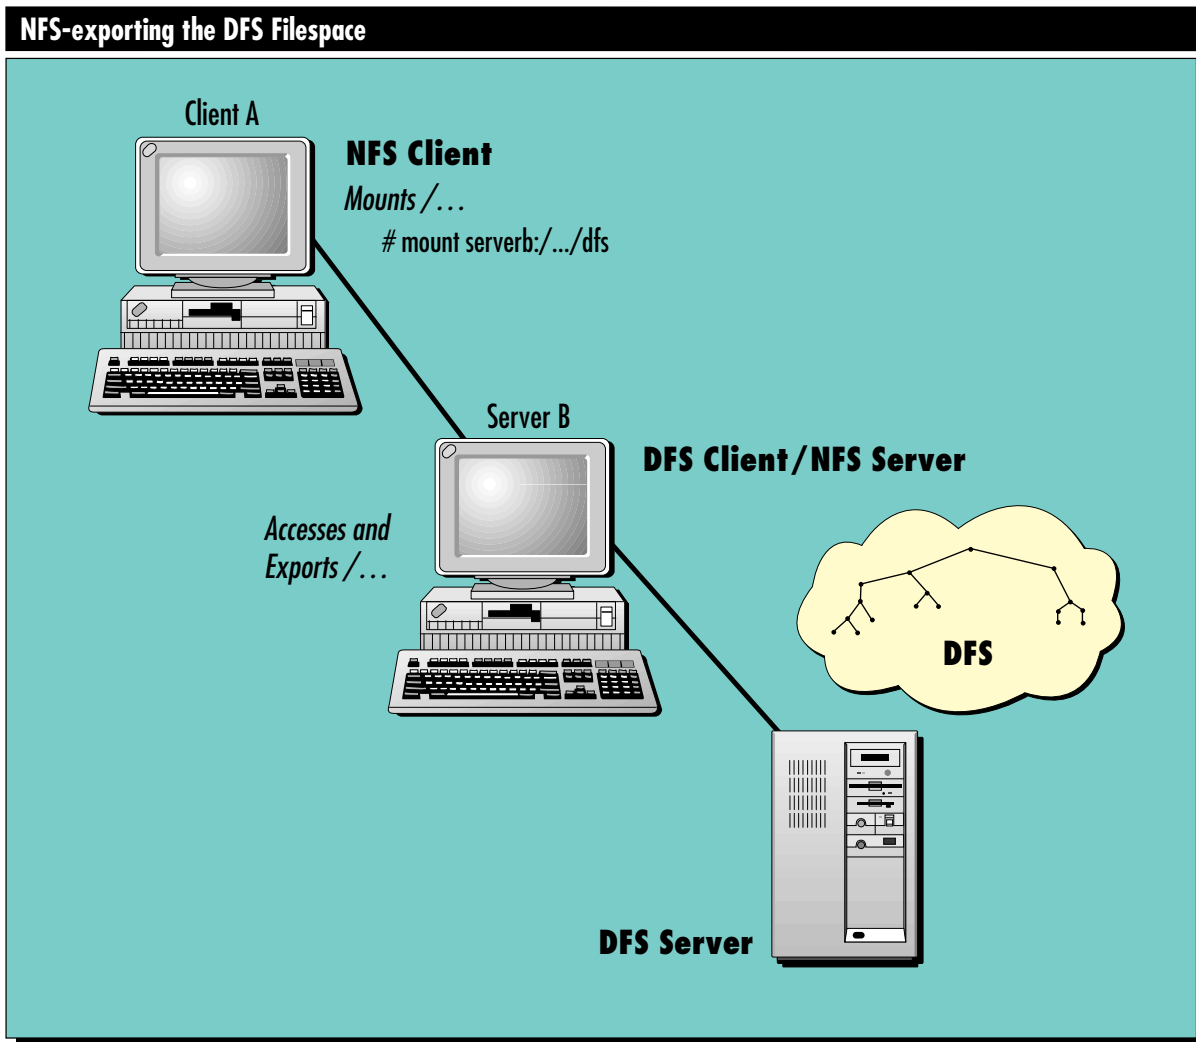 NFS-exporting the DFS Filespace
Client A
NFS Client
Mounts /...
# mount serverb:/.../dfs
Server B
DFS Client/NFS Server
Accesses and
Exports /...
DFS
DFS Server